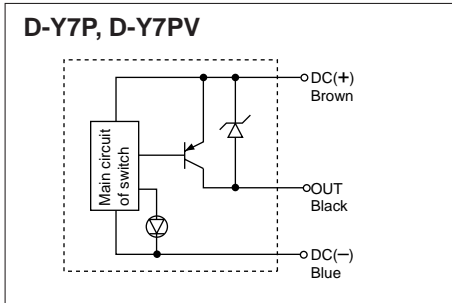 D-Y7P, D-Y7PV
DC(+)
Brown
Main circuit
of switch
OUT
Black
DC(−)
Blue